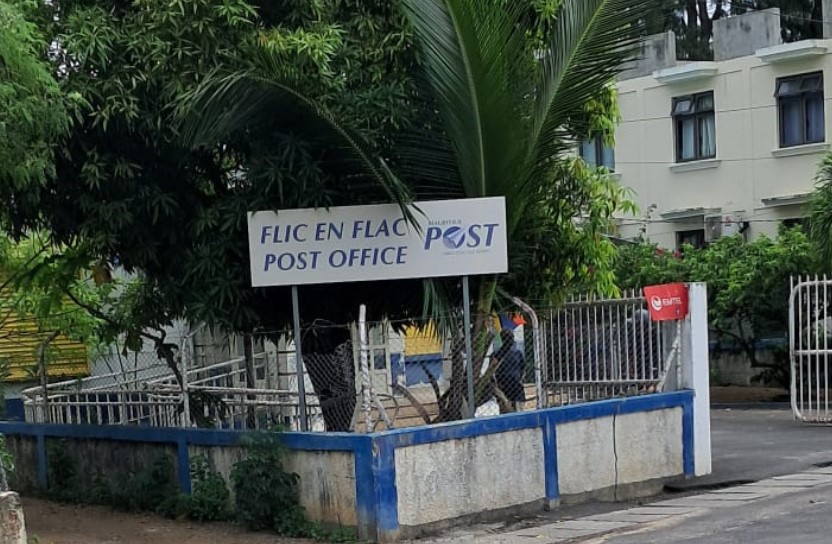 FLIC EN FLAC
POST OFFICE
MAURITIUS
POST
EMTEL